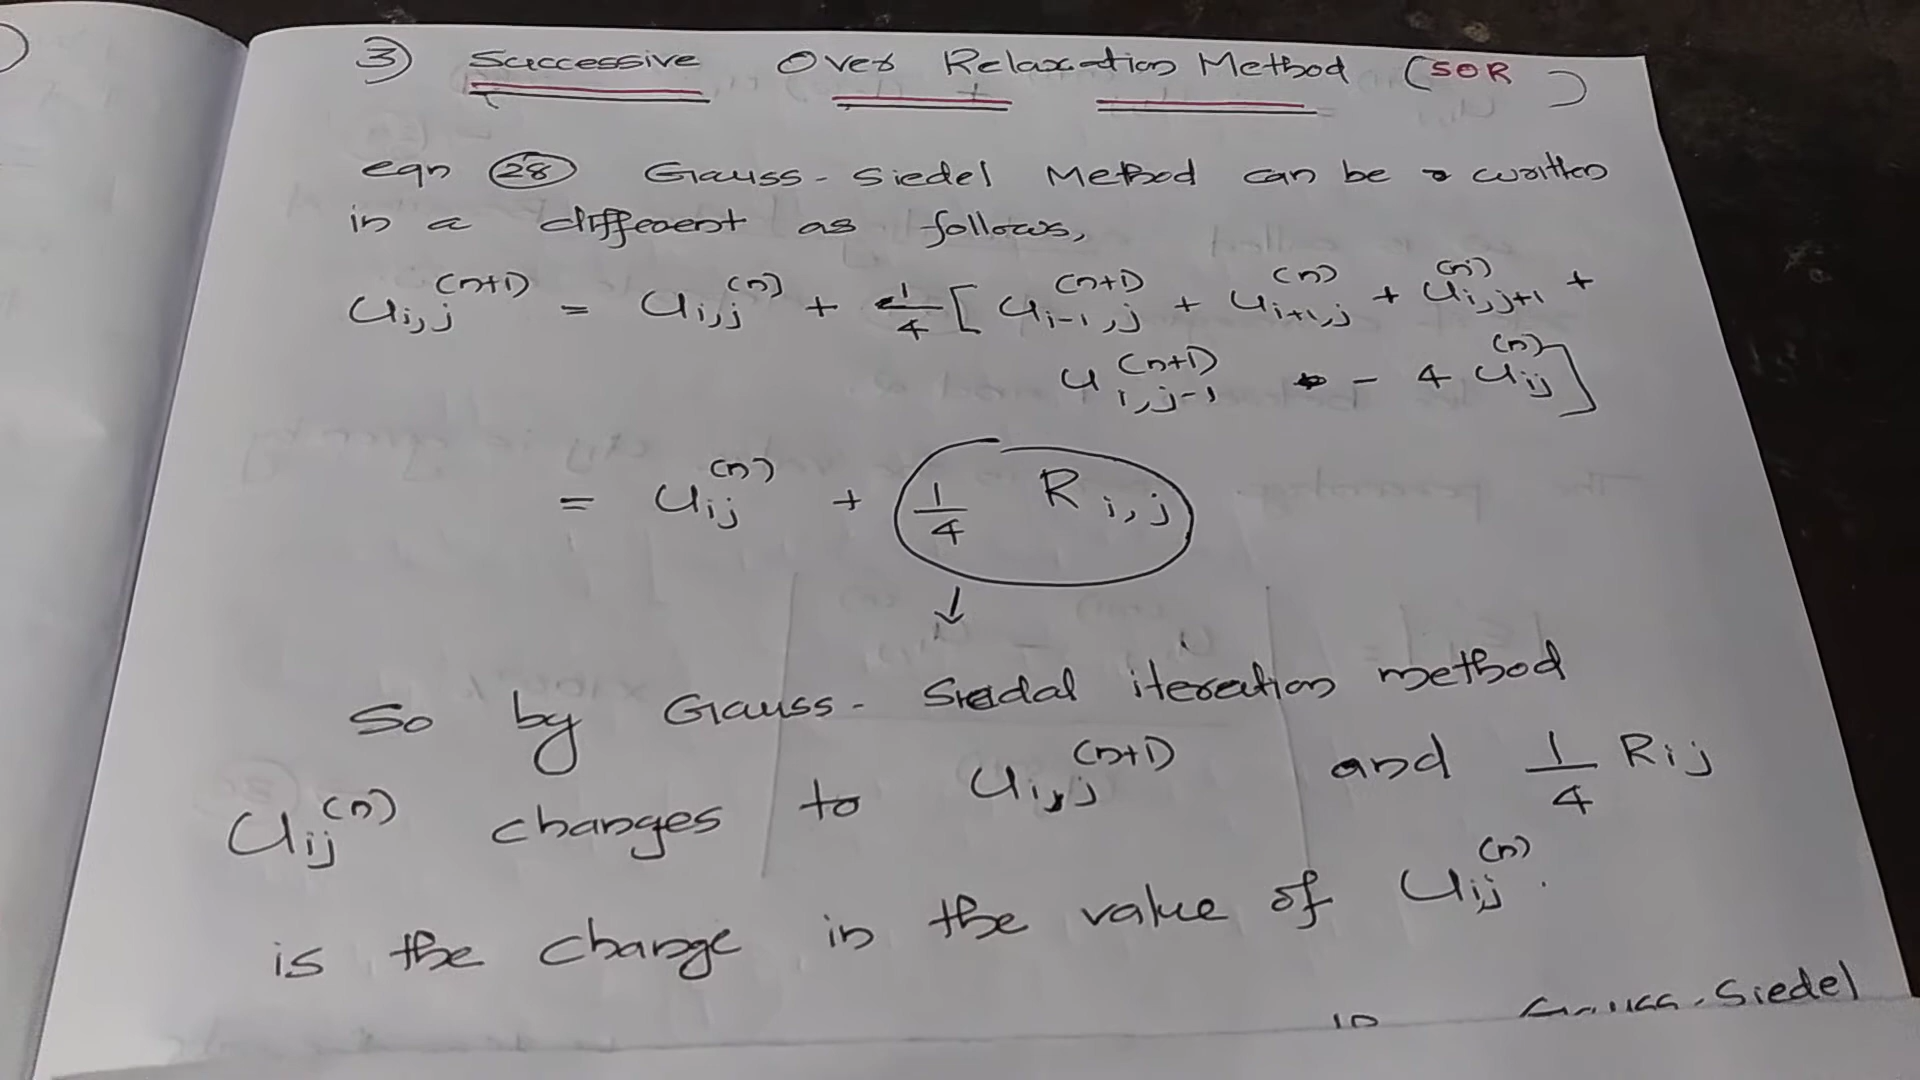 3) Successive Over Relaxation Method (SOR)
eqn (28) Gauss-Siedel Method can be written
in a different as follows,
u_{i,j}^{(n+1)} = u_{i,j}^{(n)} + 1/4 [ u_{i-1,j}^{(n+1)} + u_{i+1,j}^{(n)} + u_{i,j+1}^{(n)} +
u_{i,j-1}^{(n+1)} - 4 u_{ij}^{(n)} ]
= u_{ij}^{(n)} + 1/4 R_{i,j}
↓
So by Gauss-Siedal iteration method
u_{ij}^{(n)} changes to u_{i,j}^{(n+1)} and 1/4 R_{ij}
is the change in the value of u_{ij}^{(n)}.
in Gauss-Siedel